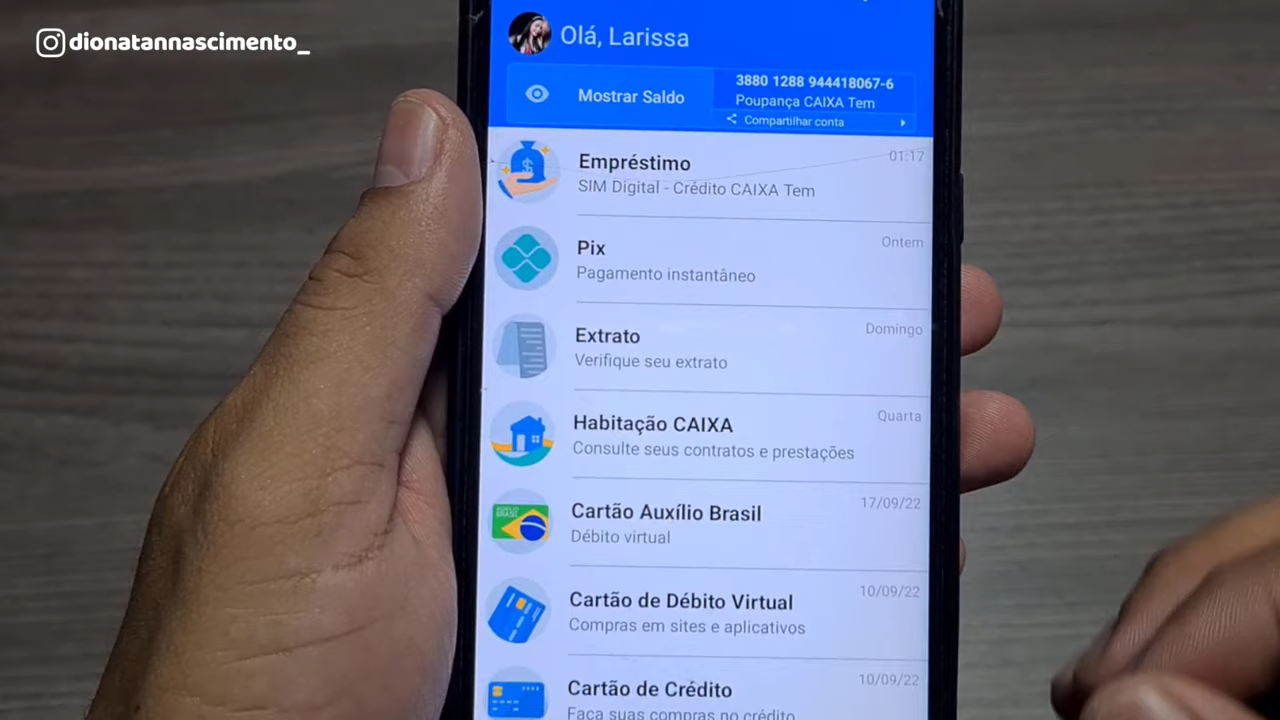 dionatannascimento_
Olá, Larissa
Mostrar Saldo
3880 1288 944418067-6
Poupança CAIXA Tem
Compartilhar conta
Empréstimo
01:17
SIM Digital - Crédito CAIXA Tem
Pix
Ontem
Pagamento instantâneo
Extrato
Domingo
Verifique seu extrato
Habitação CAIXA
Quarta
Consulte seus contratos e prestações
Cartão Auxílio Brasil
17/09/22
Débito virtual
AUXÍLIO
BRASIL
Cartão de Débito Virtual
10/09/22
Compras em sites e aplicativos
Cartão de Crédito
10/09/22
Faça suas compras no crédito